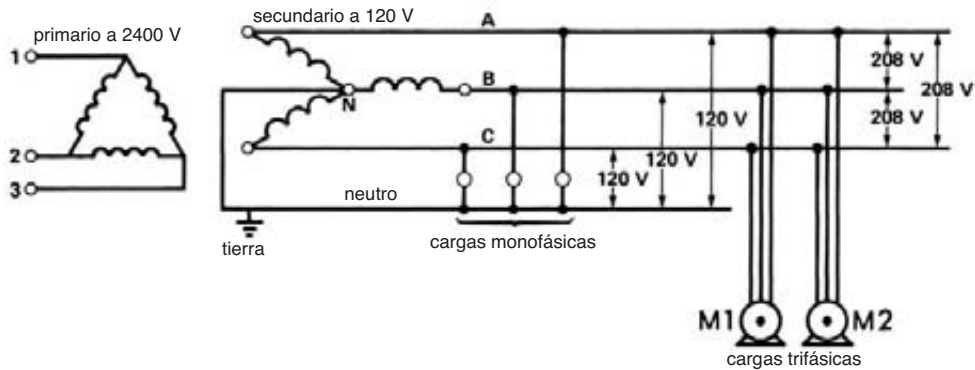 primario a 2400 V
1
2
3
secundario a 120 V
A
B
C
N
neutro
tierra
cargas monofásicas
120 V
120 V
120 V
208 V
208 V
208 V
M1
M2
cargas trifásicas